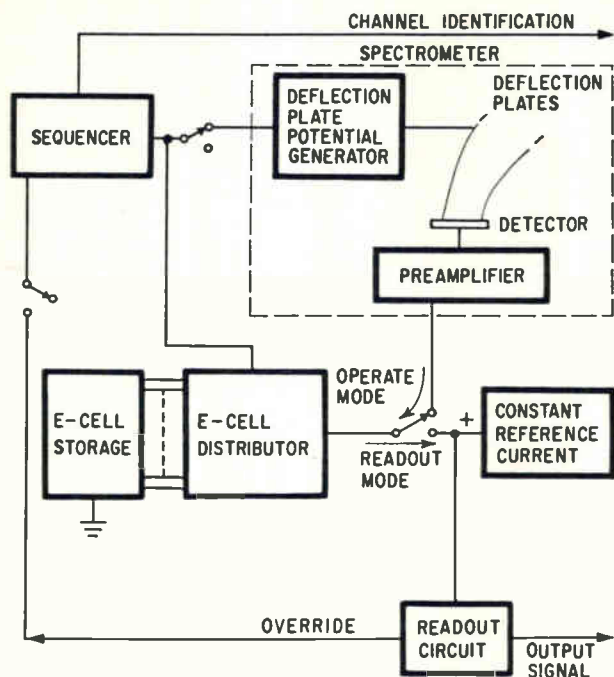 CHANNEL IDENTIFICATION
SPECTROMETER
SEQUENCER
DEFLECTION
PLATE
POTENTIAL
GENERATOR
DEFLECTION
PLATES
DETECTOR
PREAMPLIFIER
OPERATE
MODE
E-CELL
STORAGE
E-CELL
DISTRIBUTOR
READOUT
MODE
+
CONSTANT
REFERENCE
CURRENT
OVERRIDE
READOUT
CIRCUIT
OUTPUT
SIGNAL